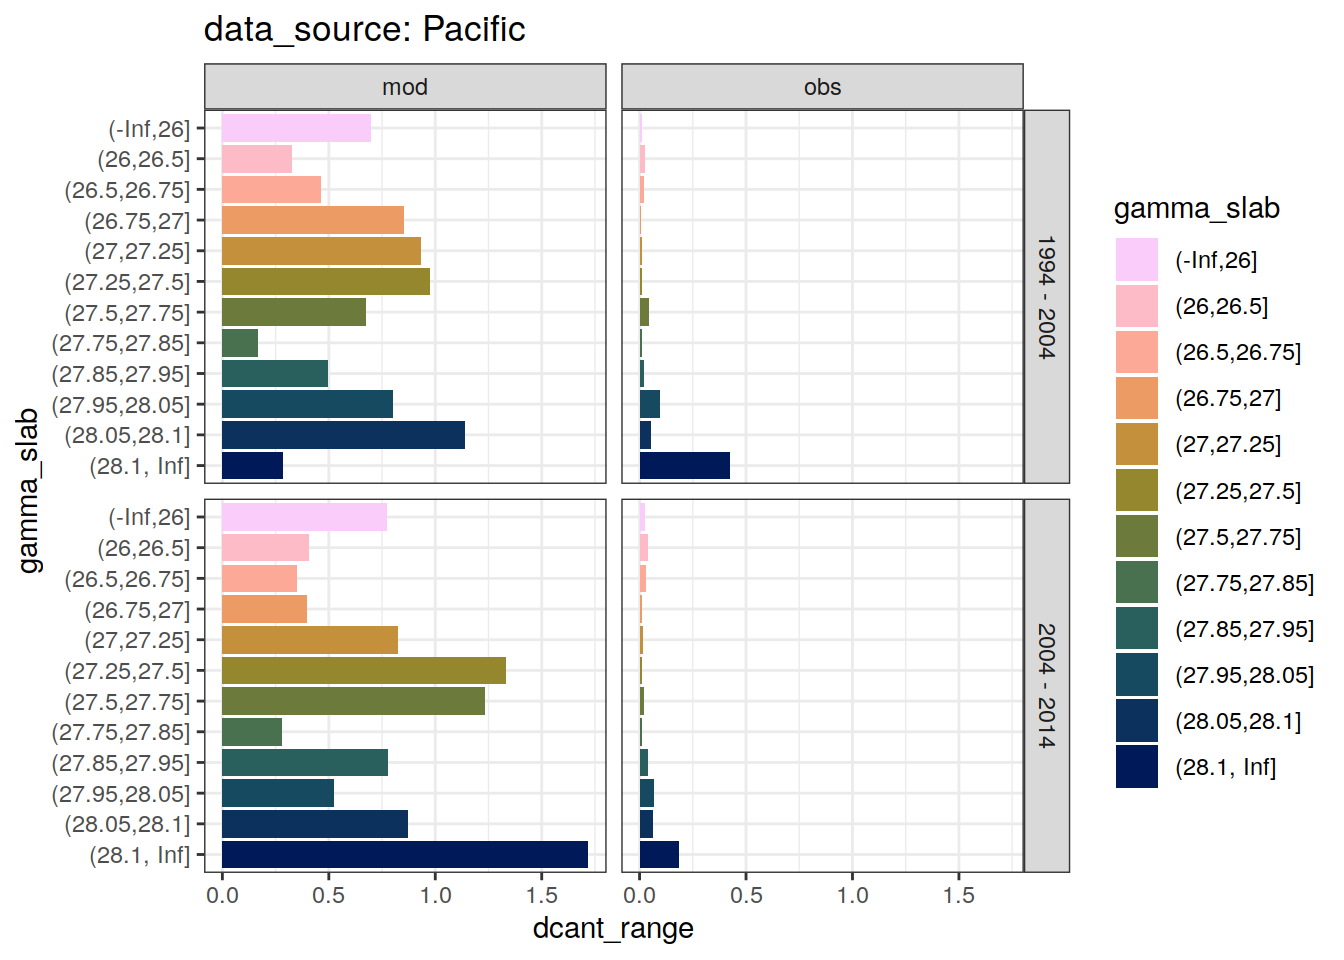 data_source: Pacific
mod
obs
gamma_slab
(-Inf,26]
(26,26.5]
(26.5,26.75]
(26.75,27]
(27,27.25]
(27.25,27.5]
(27.5,27.75]
(27.75,27.85]
(27.85,27.95]
(27.95,28.05]
(28.05,28.1]
(28.1, Inf]
1994 - 2004
(-Inf,26]
(26,26.5]
(26.5,26.75]
(26.75,27]
(27,27.25]
(27.25,27.5]
(27.5,27.75]
(27.75,27.85]
(27.85,27.95]
(27.95,28.05]
(28.05,28.1]
(28.1, Inf]
2004 - 2014
0.0 0.5 1.0 1.5
0.0 0.5 1.0 1.5
dcant_range
gamma_slab
(-Inf,26]
(26,26.5]
(26.5,26.75]
(26.75,27]
(27,27.25]
(27.25,27.5]
(27.5,27.75]
(27.75,27.85]
(27.85,27.95]
(27.95,28.05]
(28.05,28.1]
(28.1, Inf]